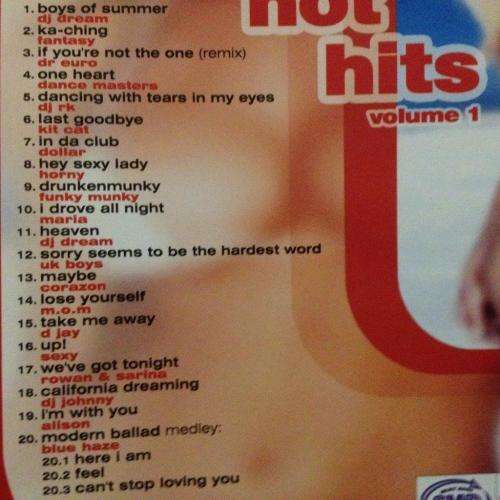 hot
hits
volume 1
1. boys of summer
dj dream
2. ka-ching
fantasy
3. if you're not the one (remix)
dr euro
4. one heart
dance masters
5. dancing with tears in my eyes
dj rk
6. last goodbye
kit cat
7. in da club
dollar
8. hey sexy lady
horny
9. drunkenmunky
funky munky
10. i drove all night
maria
11. heaven
dj dream
12. sorry seems to be the hardest word
uk boys
13. maybe
corazon
14. lose yourself
m.o.m
15. take me away
d jay
16. up!
sexy
17. we've got tonight
rowan & sarina
18. california dreaming
dj johnny
19. i'm with you
alison
20. modern ballad medley:
blue haze
20.1 here i am
20.2 feel
20.3 can't stop loving you